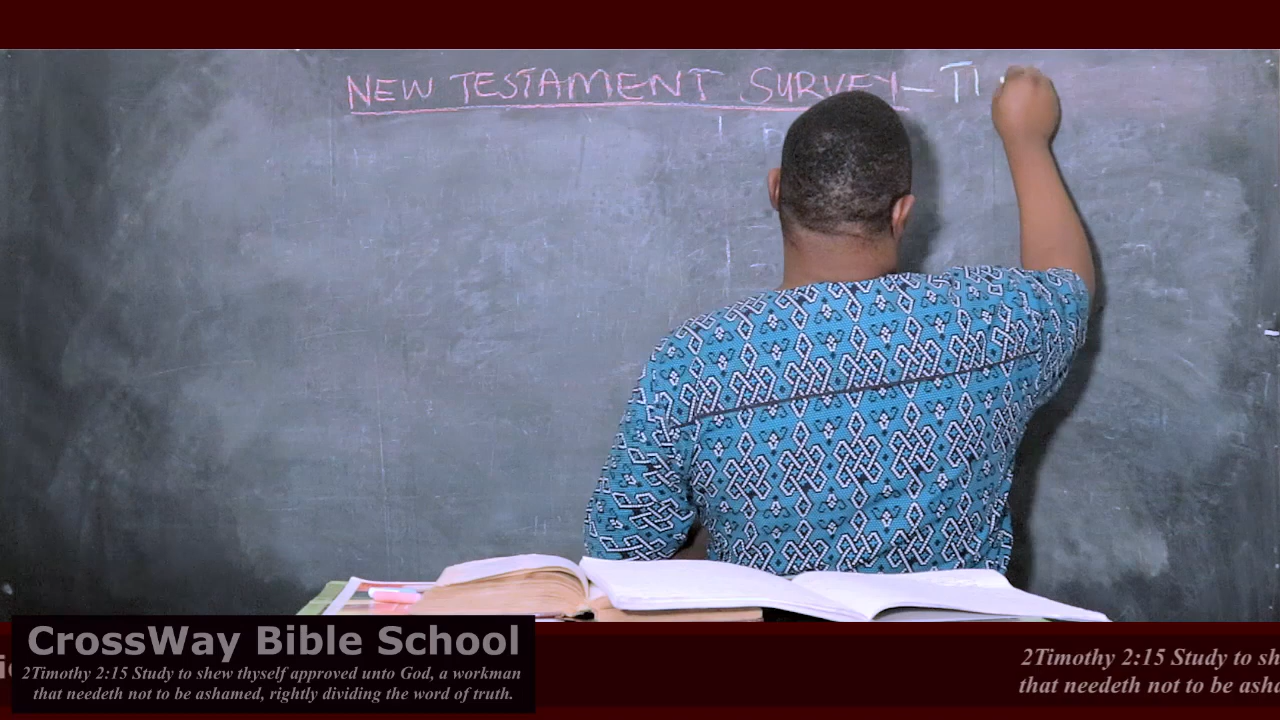 NEW TESTAMENT SURVEY – TI
CrossWay Bible School
2Timothy 2:15 Study to shew thyself approved unto God, a workman
that needeth not to be ashamed, rightly dividing the word of truth.
2Timothy 2:15 Study to sh
that needeth not to be asha